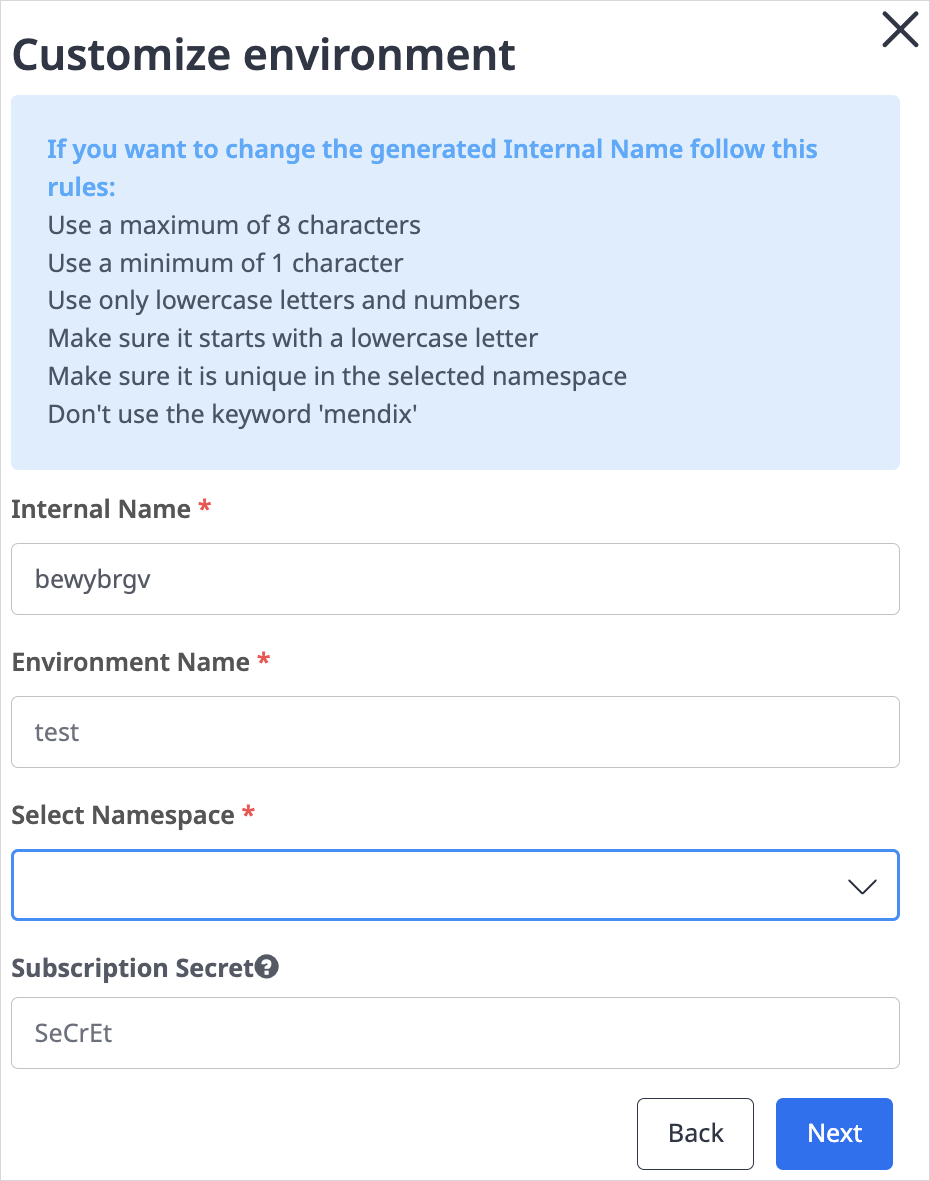 Customize environment
If you want to change the generated Internal Name follow this
rules:
Use a maximum of 8 characters
Use a minimum of 1 character
Use only lowercase letters and numbers
Make sure it starts with a lowercase letter
Make sure it is unique in the selected namespace
Don't use the keyword 'mendix'
Internal Name *
bewybrgv
Environment Name *
test
Select Namespace *
Subscription Secret?
SeCrEt
Back
Next